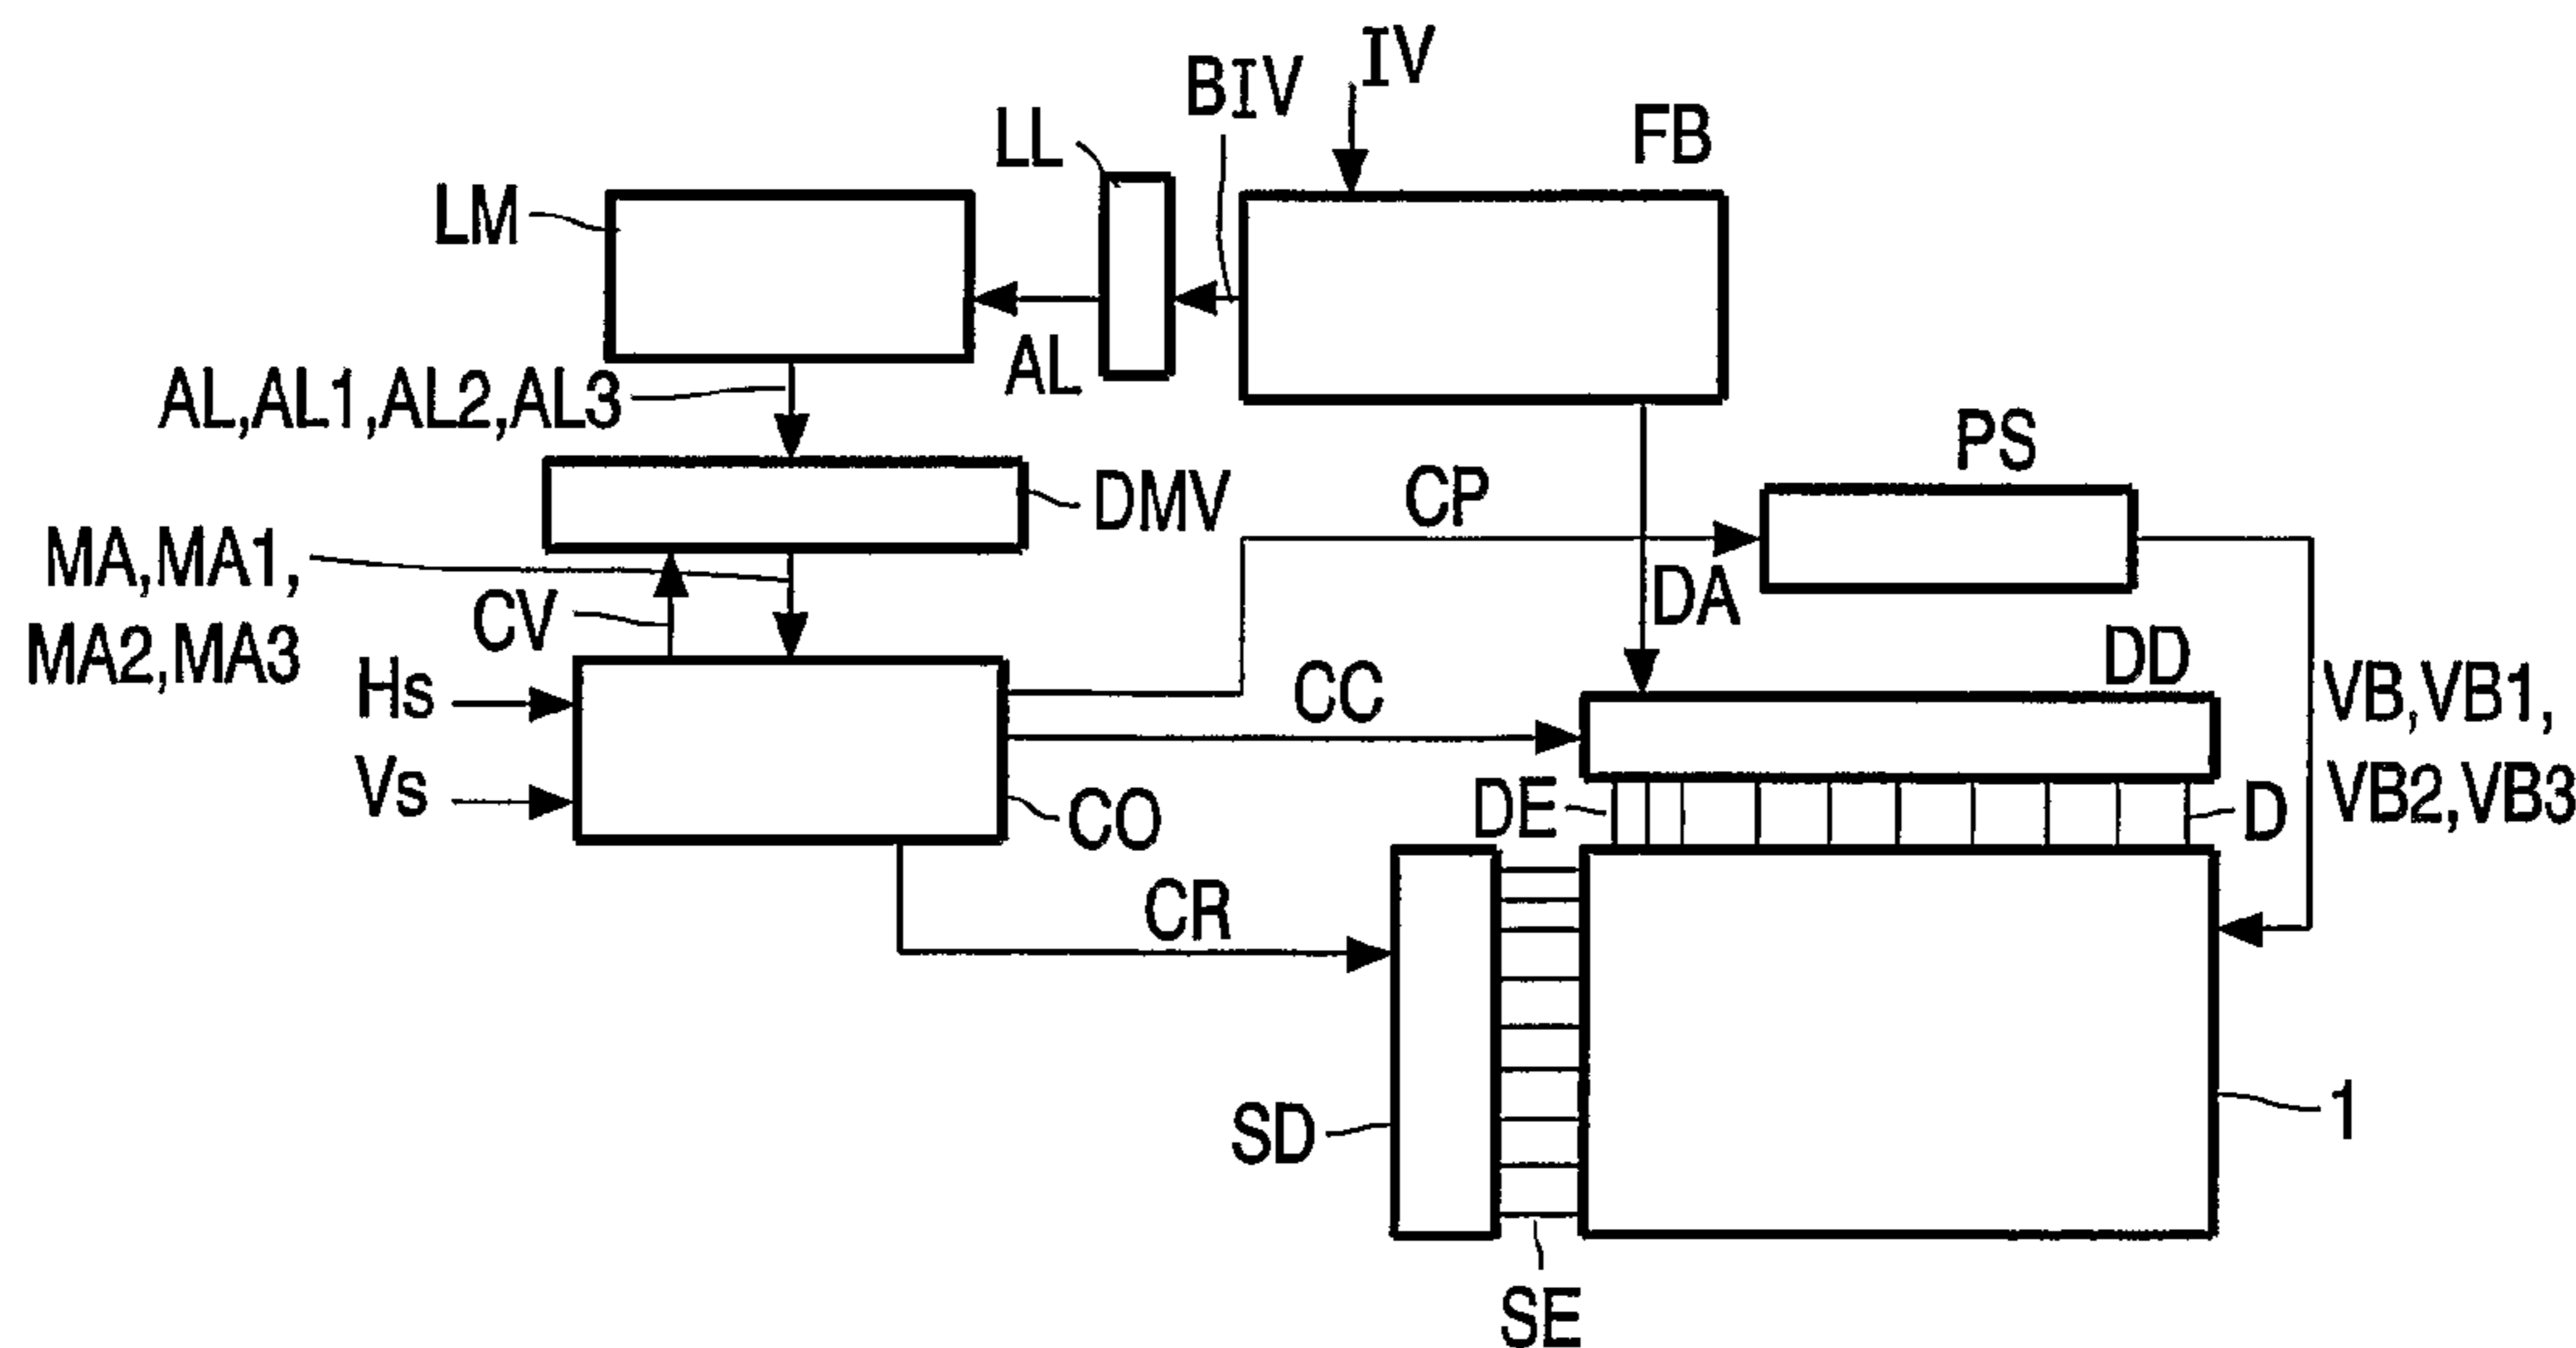 IV
BIV
FB
LL
LM
AL
AL,AL1,AL2,AL3
PS
DMV
CP
MA,MA1,
MA2,MA3
CV
DA
DD
Hs
CC
VB,VB1,
VB2,VB3
Vs
CO
DE
D
CR
SD
1
SE